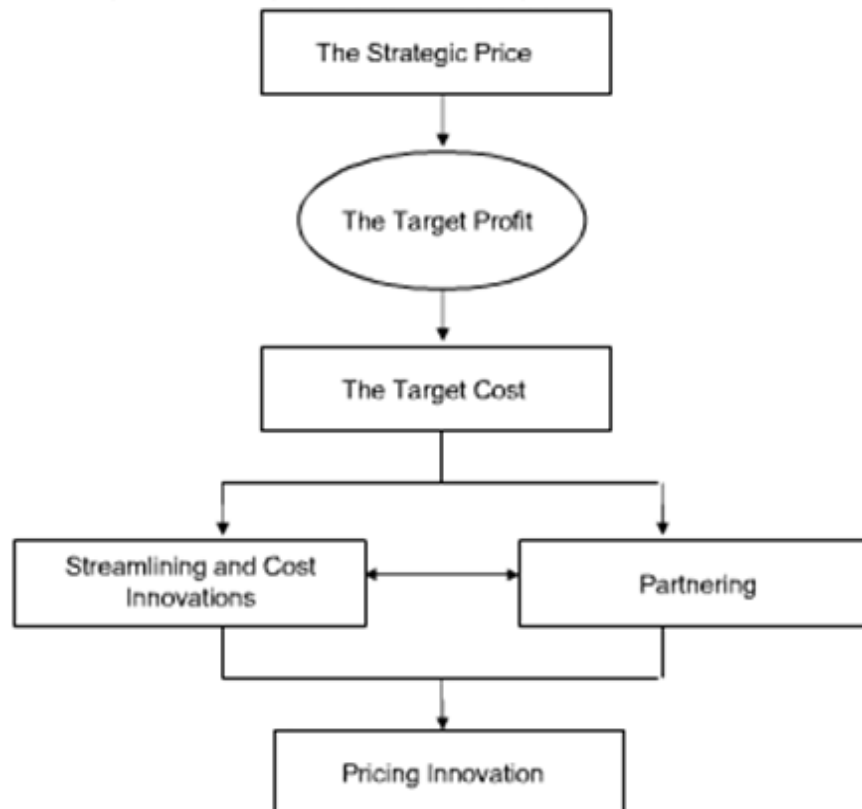 The Strategic Price
The Target Profit
The Target Cost
Streamlining and Cost
Innovations
Partnering
Pricing Innovation